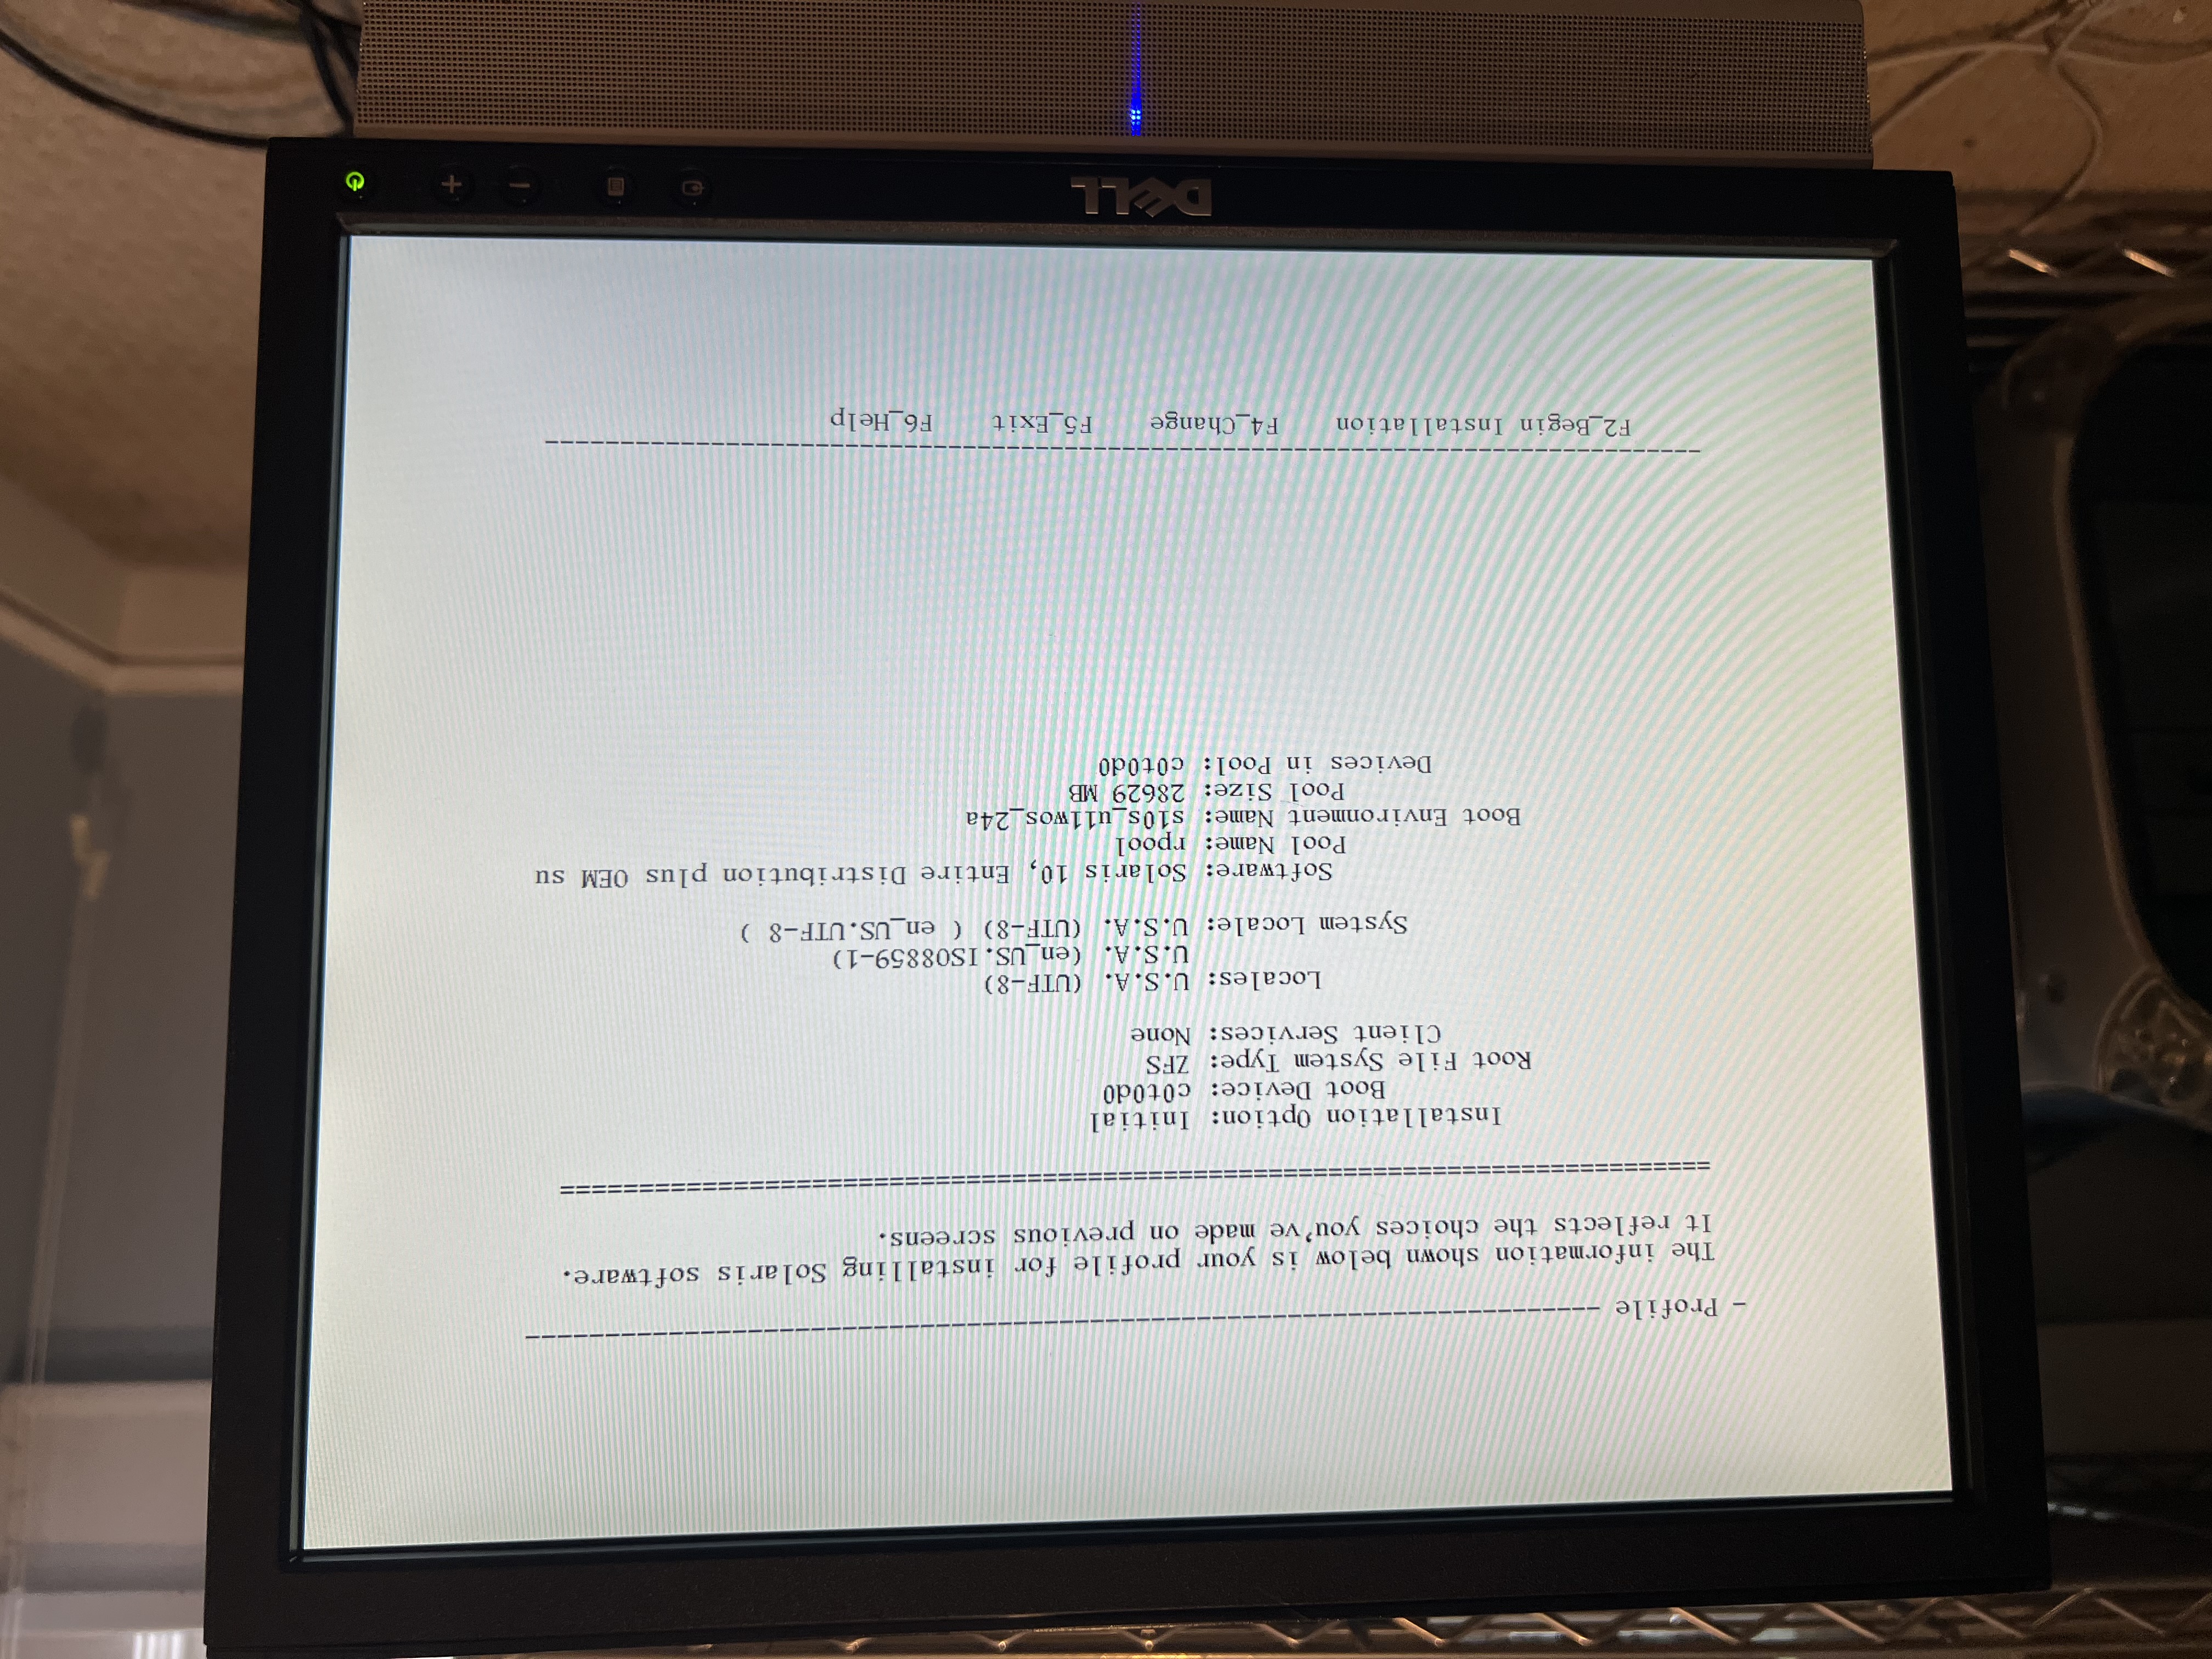 - Profile ------------------------------------------------------------------------
The information shown below is your profile for installing Solaris software.
It reflects the choices you've made on previous screens.
==============================================================================
Installation Option: Initial
Boot Device: c0t0d0
Root File System Type: ZFS
Client Services: None
Locales: U.S.A. (UTF-8)
U.S.A. (en_US.ISO8859-1)
System Locale: U.S.A. (UTF-8) ( en_US.UTF-8 )
Software: Solaris 10, Entire Distribution plus OEM su
Pool Name: rpool
Boot Environment Name: s10s_u11wos_24a
Pool Size: 28629 MB
Devices in Pool: c0t0d0
------------------------------------------------------------------------------
F2_Begin Installation    F4_Change    F5_Exit    F6_Help
DELL